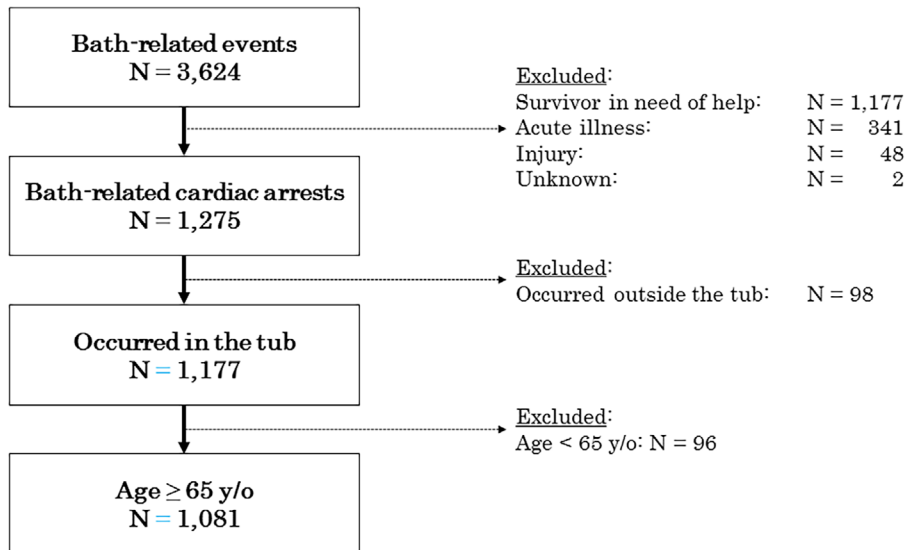 Bath-related events
N = 3,624
Excluded:
Survivor in need of help: N = 1,177
Acute illness: N = 341
Injury: N = 48
Unknown: N = 2
Bath-related cardiac arrests
N = 1,275
Excluded:
Occurred outside the tub: N = 98
Occurred in the tub
N = 1,177
Excluded:
Age < 65 y/o: N = 96
Age ≥ 65 y/o
N = 1,081